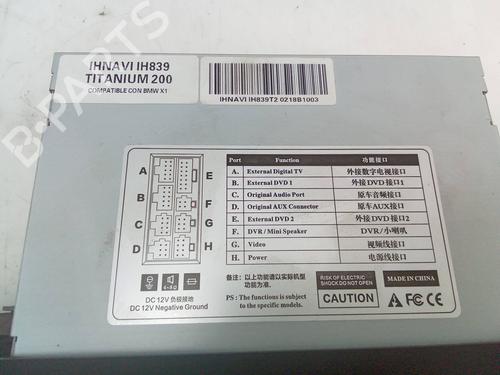 IHNAVI IH839
TITANIUM 200
COMPATIBLE CON BMW X1
IHNAVI IH839T2 0218B1003
B-PARTS
Port Function 功能接口
A. External Digital TV 外接数字电视接口
B. External DVD 1 外接DVD接口1
C. Original Audio Port 原车音频接口
D. Original AUX Connector 原车AUX接口
E. External DVD 2 外接DVD接口2
F. DVR / Mini Speaker DVR/小喇叭
G. Video 视频线接口
H. Power 电源线接口
A
B
C
D
E
F
G
H
4-8Ω
DC 12V 负极接地
DC 12V Negative Ground
备注：以上功能请以实际机型
功能为准.
PS : The functions is subject
to the specific models.
RISK OF ELECTRIC
SHOCK DO NOT OPEN
CAUTION
MADE IN CHINA
FC CE